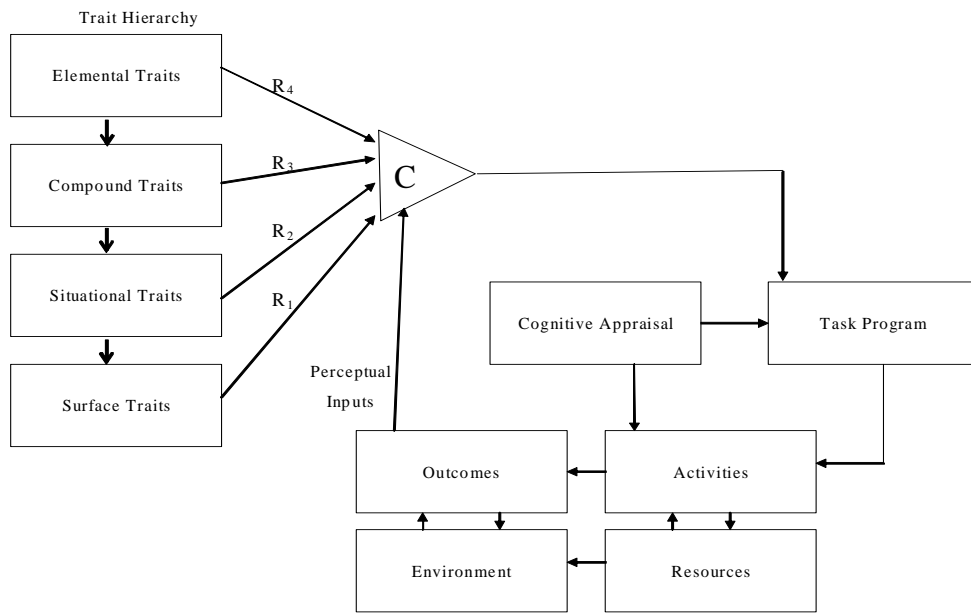 Trait Hierarchy
Elemental Traits
R4
Compound Traits
R3
C
R2
Situational Traits
R1
Cognitive Appraisal
Task Program
Perceptual
Inputs
Surface Traits
Outcomes
Activities
Environment
Resources